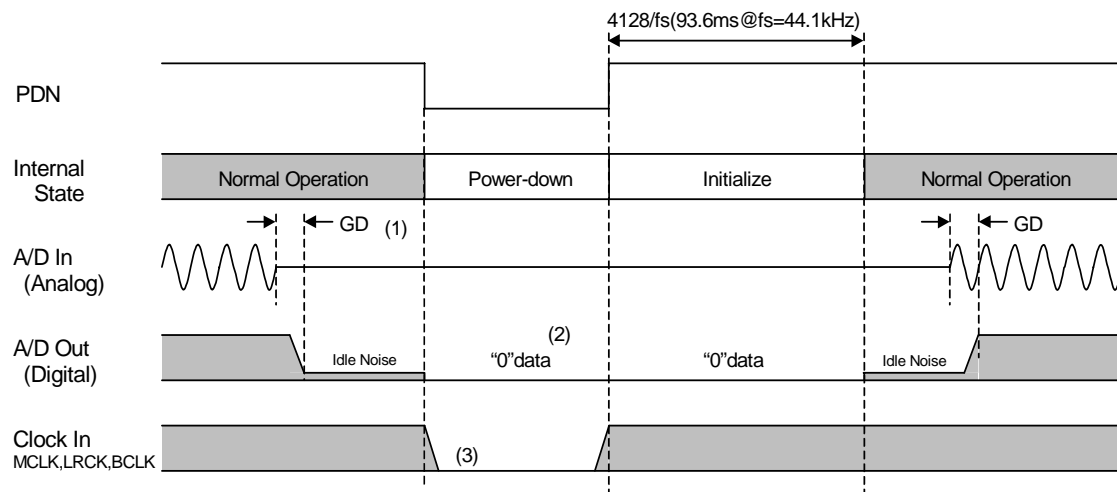 4128/fs(93.6ms@fs=44.1kHz)
PDN
Internal
State
Normal Operation
Power-down
Initialize
Normal Operation
GD
(1)
GD
A/D In
(Analog)
A/D Out
(Digital)
Idle Noise
(2)
“0”data
“0”data
Idle Noise
Clock In
MCLK,LRCK,BCLK
(3)